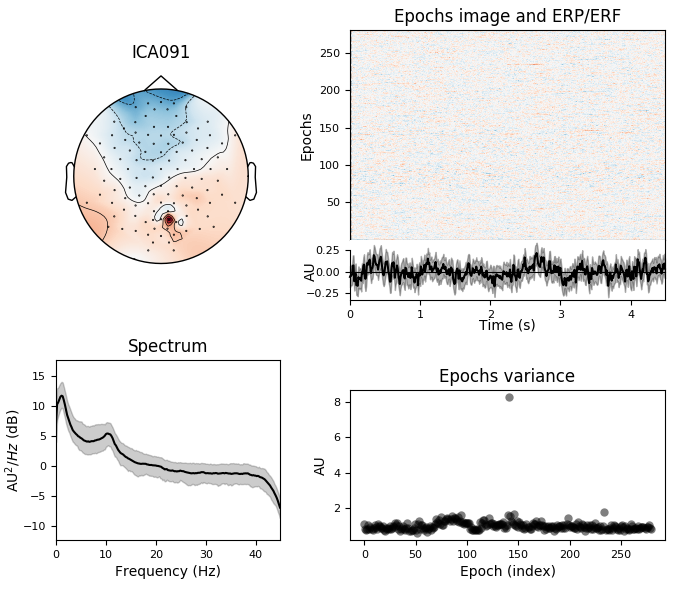 ICA091
Epochs image and ERP/ERF
Epochs
250
200
150
100
50
AU
0.25
0.00
−0.25
0 1 2 3 4
Time (s)
Spectrum
AU²/Hz (dB)
15
10
5
0
−5
−10
0 10 20 30 40
Frequency (Hz)
Epochs variance
AU
8
6
4
2
0 50 100 150 200 250
Epoch (index)